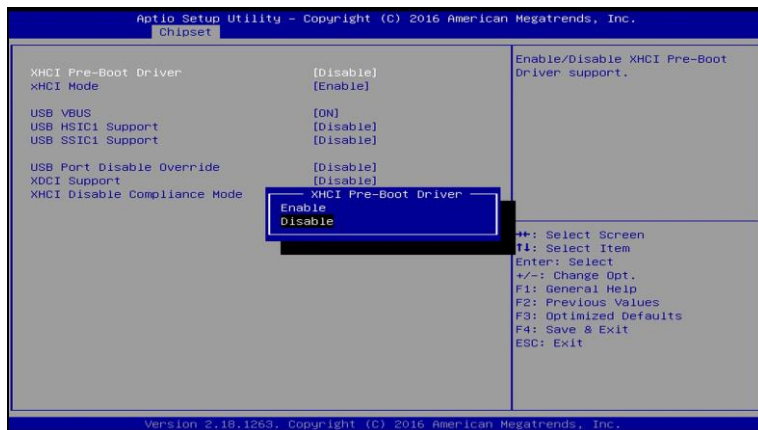 Aptio Setup Utility – Copyright (C) 2016 American Megatrends, Inc.
Chipset
XHCI Pre-Boot Driver [Disable]
xHCI Mode [Enable]
USB VBUS [ON]
USB HSIC1 Support [Disable]
USB SSIC1 Support [Disable]
USB Port Disable Override [Disable]
XDCI Support [Disable]
XHCI Disable Compliance Mode
XHCI Pre-Boot Driver
Enable
Disable
Enable/Disable XHCI Pre-Boot
Driver support.
→←: Select Screen
↑↓: Select Item
Enter: Select
+/-: Change Opt.
F1: General Help
F2: Previous Values
F3: Optimized Defaults
F4: Save & Exit
ESC: Exit
Version 2.18.1263. Copyright (C) 2016 American Megatrends, Inc.